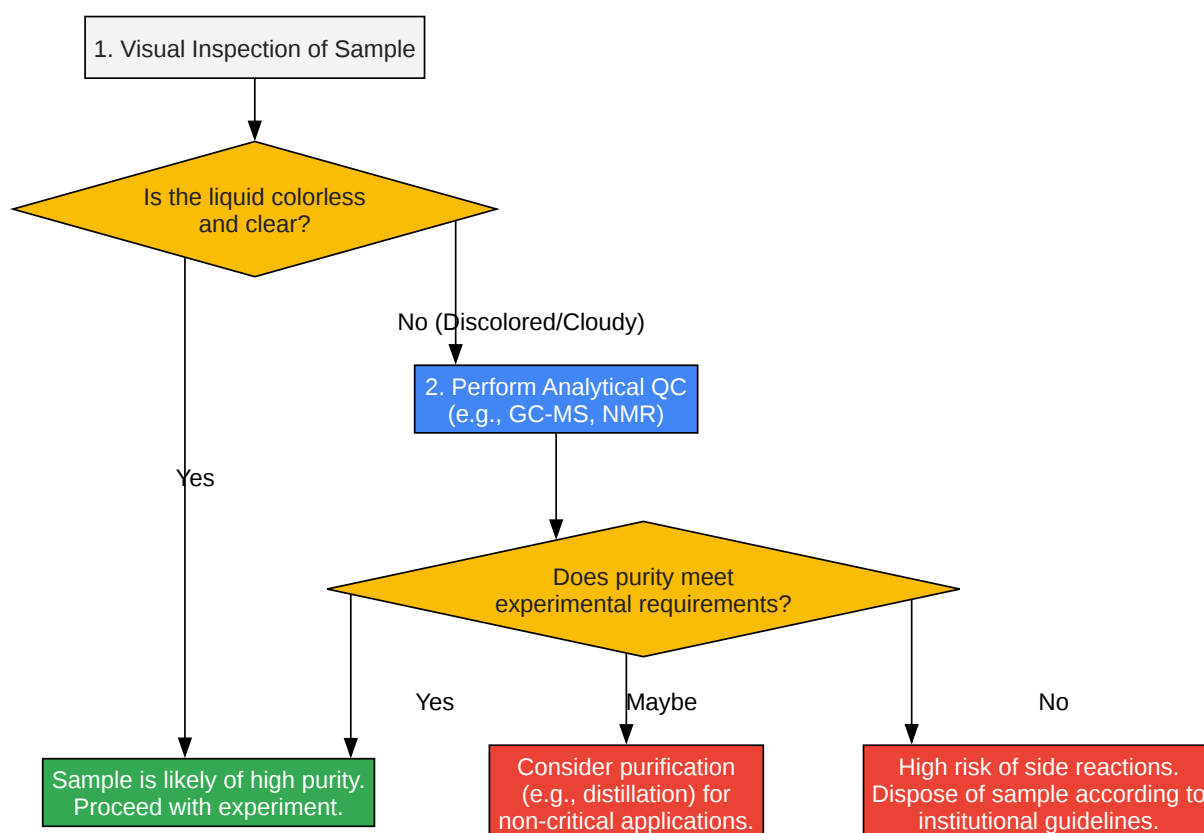 1. Visual Inspection of Sample
Is the liquid colorless
and clear?
No (Discolored/Cloudy)
2. Perform Analytical QC
(e.g., GC-MS, NMR)
Yes
Does purity meet
experimental requirements?
Yes
Maybe
No
Sample is likely of high purity.
Proceed with experiment.
Consider purification
(e.g., distillation) for
non-critical applications.
High risk of side reactions.
Dispose of sample according to
institutional guidelines.